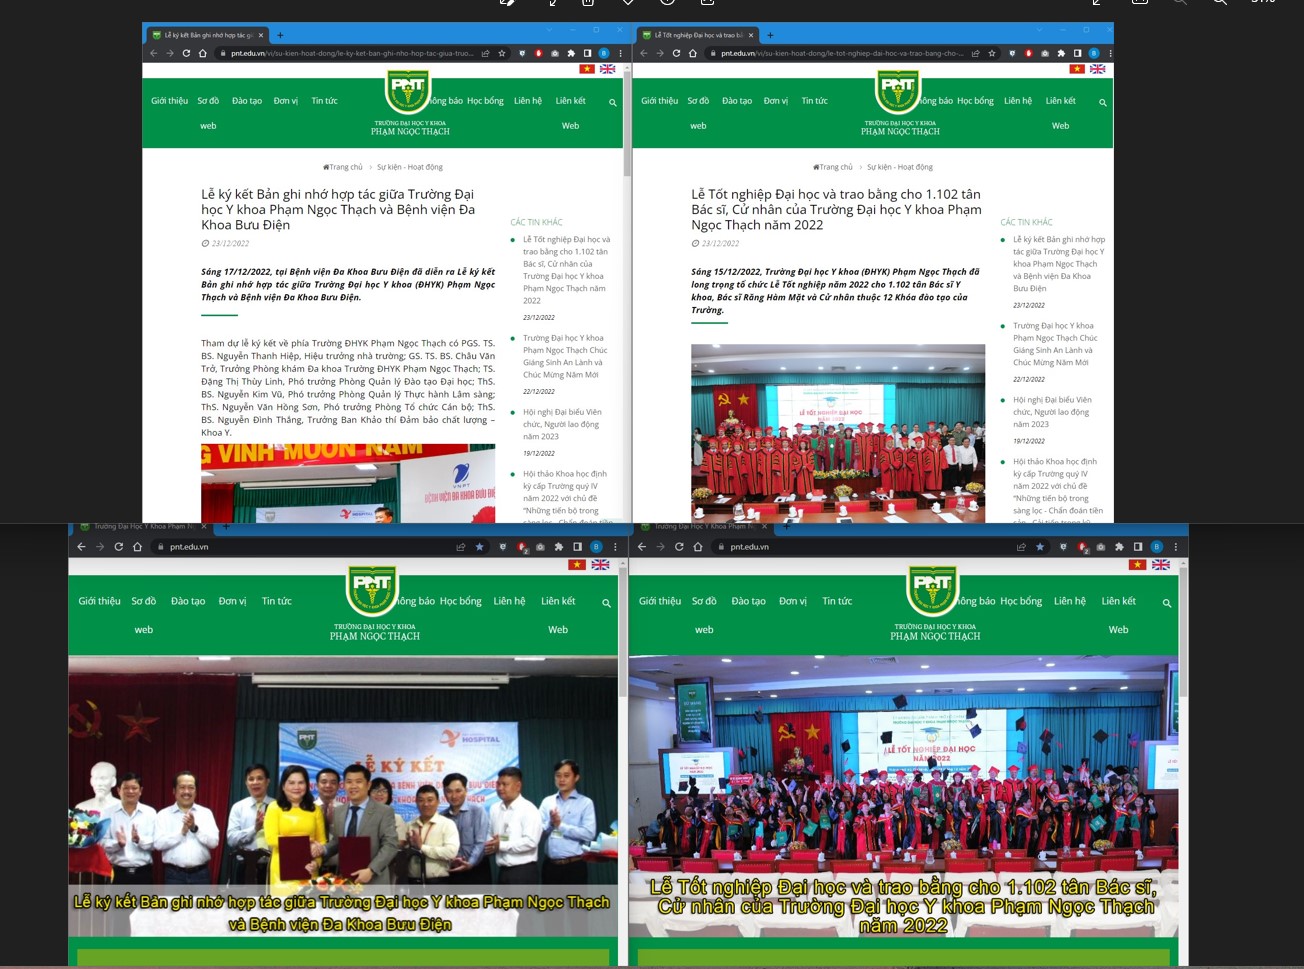 Lễ ký kết Bản ghi nhớ hợp tác gi
pnt.edu.vn/vi/su-kien-hoat-dong/le-ky-ket-ban-ghi-nho-hop-tac-giua-truo...
Giới thiệu Sơ đồ web Đào tạo Đơn vị Tin tức
PNT
TRƯỜNG ĐẠI HỌC Y KHOA
PHẠM NGỌC THẠCH
hông báo Học bổng Liên hệ Liên kết Web
Trang chủ > Sự kiện - Hoạt động
Lễ ký kết Bản ghi nhớ hợp tác giữa Trường Đại
học Y khoa Phạm Ngọc Thạch và Bệnh viện Đa
Khoa Bưu Điện
23/12/2022
Sáng 17/12/2022, tại Bệnh viện Đa Khoa Bưu Điện đã diễn ra Lễ ký kết
Bản ghi nhớ hợp tác giữa Trường Đại học Y khoa (ĐHYK) Phạm Ngọc
Thạch và Bệnh viện Đa Khoa Bưu Điện.
Tham dự lễ ký kết về phía Trường ĐHYK Phạm Ngọc Thạch có PGS. TS.
BS. Nguyễn Thanh Hiệp, Hiệu trưởng nhà trường; GS. TS. BS. Châu Văn
Trở, Trưởng Phòng khám Đa khoa Trường ĐHYK Phạm Ngọc Thạch; TS.
Đặng Thị Thùy Linh, Phó trưởng Phòng Quản lý Đào tạo Đại học; ThS.
BS. Nguyễn Kim Vũ, Phó trưởng Phòng Quản lý Thực hành Lâm sàng;
ThS. Nguyễn Văn Hồng Sơn, Phó trưởng Phòng Tổ chức Cán bộ; ThS.
BS. Nguyễn Đình Thắng, Trưởng Ban Khảo thí Đảm bảo chất lượng –
Khoa Y.
G VINH MUÔN NĂM
VNPT
BỆNH VIỆN ĐA KHOA BƯU ĐIỆ
HOSPITAL
CÁC TIN KHÁC
Lễ Tốt nghiệp Đại học và
trao bằng cho 1.102 tân
Bác sĩ, Cử nhân của
Trường Đại học Y khoa
Phạm Ngọc Thạch năm
2022
23/12/2022
Trường Đại học Y khoa
Phạm Ngọc Thạch Chúc
Giáng Sinh An Lành và
Chúc Mừng Năm Mới
22/12/2022
Hội nghị Đại biểu Viên
chức, Người lao động
năm 2023
19/12/2022
Hội thảo Khoa học định
kỳ cấp Trường quý IV
năm 2022 với chủ đề
“Những tiến bộ trong
sàng lọc - Chẩn đoán tiền
Lễ Tốt nghiệp Đại học và trao bằ
pnt.edu.vn/vi/su-kien-hoat-dong/le-tot-nghiep-dai-hoc-va-trao-bang-cho-...
Giới thiệu Sơ đồ web Đào tạo Đơn vị Tin tức
PNT
TRƯỜNG ĐẠI HỌC Y KHOA
PHẠM NGỌC THẠCH
hông báo Học bổng Liên hệ Liên kết Web
Trang chủ > Sự kiện - Hoạt động
Lễ Tốt nghiệp Đại học và trao bằng cho 1.102 tân
Bác sĩ, Cử nhân của Trường Đại học Y khoa Phạm
Ngọc Thạch năm 2022
23/12/2022
Sáng 15/12/2022, Trường Đại học Y khoa (ĐHYK) Phạm Ngọc Thạch đã
long trọng tổ chức Lễ Tốt nghiệp năm 2022 cho 1.102 tân Bác sĩ Y
khoa, Bác sĩ Răng Hàm Mặt và Cử nhân thuộc 12 Khóa đào tạo của
Trường.
LỄ TỐT NGHIỆP ĐẠI HỌC
NĂM 2022
CÁC TIN KHÁC
Lễ ký kết Bản ghi nhớ hợp
tác giữa Trường Đại học Y
khoa Phạm Ngọc Thạch
và Bệnh viện Đa Khoa
Bưu Điện
23/12/2022
Trường Đại học Y khoa
Phạm Ngọc Thạch Chúc
Giáng Sinh An Lành và
Chúc Mừng Năm Mới
22/12/2022
Hội nghị Đại biểu Viên
chức, Người lao động
năm 2023
19/12/2022
Hội thảo Khoa học định
kỳ cấp Trường quý IV
năm 2022 với chủ đề
“Những tiến bộ trong
sàng lọc - Chẩn đoán tiền
Trường Đại Học Y Khoa Phạm N
pnt.edu.vn
Giới thiệu Sơ đồ web Đào tạo Đơn vị Tin tức
PNT
TRƯỜNG ĐẠI HỌC Y KHOA
PHẠM NGỌC THẠCH
hông báo Học bổng Liên hệ Liên kết Web
PNT
HOSPITAL
LỄ KÝ KẾT
Lễ ký kết Bản ghi nhớ hợp tác giữa Trường Đại học Y khoa Phạm Ngọc Thạch
và Bệnh viện Đa Khoa Bưu Điện
Trường Đại Học Y Khoa Phạm N
pnt.edu.vn
Giới thiệu Sơ đồ web Đào tạo Đơn vị Tin tức
PNT
TRƯỜNG ĐẠI HỌC Y KHOA
PHẠM NGỌC THẠCH
hông báo Học bổng Liên hệ Liên kết Web
LỄ TỐT NGHIỆP ĐẠI HỌC
NĂM 2022
Lễ Tốt nghiệp Đại học và trao bằng cho 1.102 tân Bác sĩ,
Cử nhân của Trường Đại học Y khoa Phạm Ngọc Thạch
năm 2022